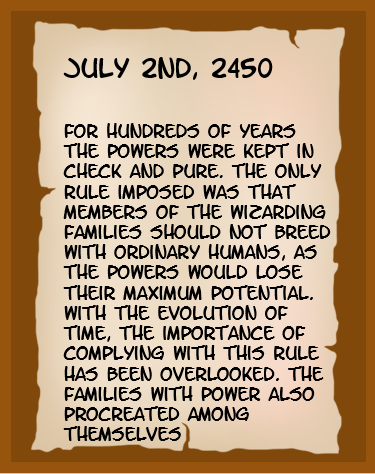 JULY 2ND, 2450
FOR HUNDREDS OF YEARS
THE POWERS WERE KEPT IN
CHECK AND PURE. THE ONLY
RULE IMPOSED WAS THAT
MEMBERS OF THE WIZARDING
FAMILIES SHOULD NOT BREED
WITH ORDINARY HUMANS, AS
THE POWERS WOULD LOSE
THEIR MAXIMUM POTENTIAL.
WITH THE EVOLUTION OF
TIME, THE IMPORTANCE OF
COMPLYING WITH THIS RULE
HAS BEEN OVERLOOKED. THE
FAMILIES WITH POWER ALSO
PROCREATED AMONG
THEMSELVES